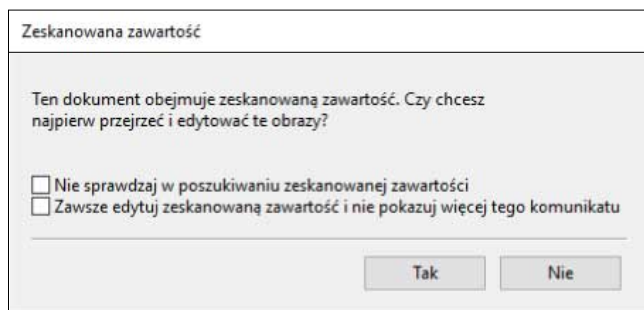 Zeskanowana zawartość
Ten dokument obejmuje zeskanowaną zawartość. Czy chcesz
najpierw przejrzeć i edytować te obrazy?
Nie sprawdzaj w poszukiwaniu zeskanowanej zawartości
Zawsze edytuj zeskanowaną zawartość i nie pokazuj więcej tego komunikatu
Tak
Nie